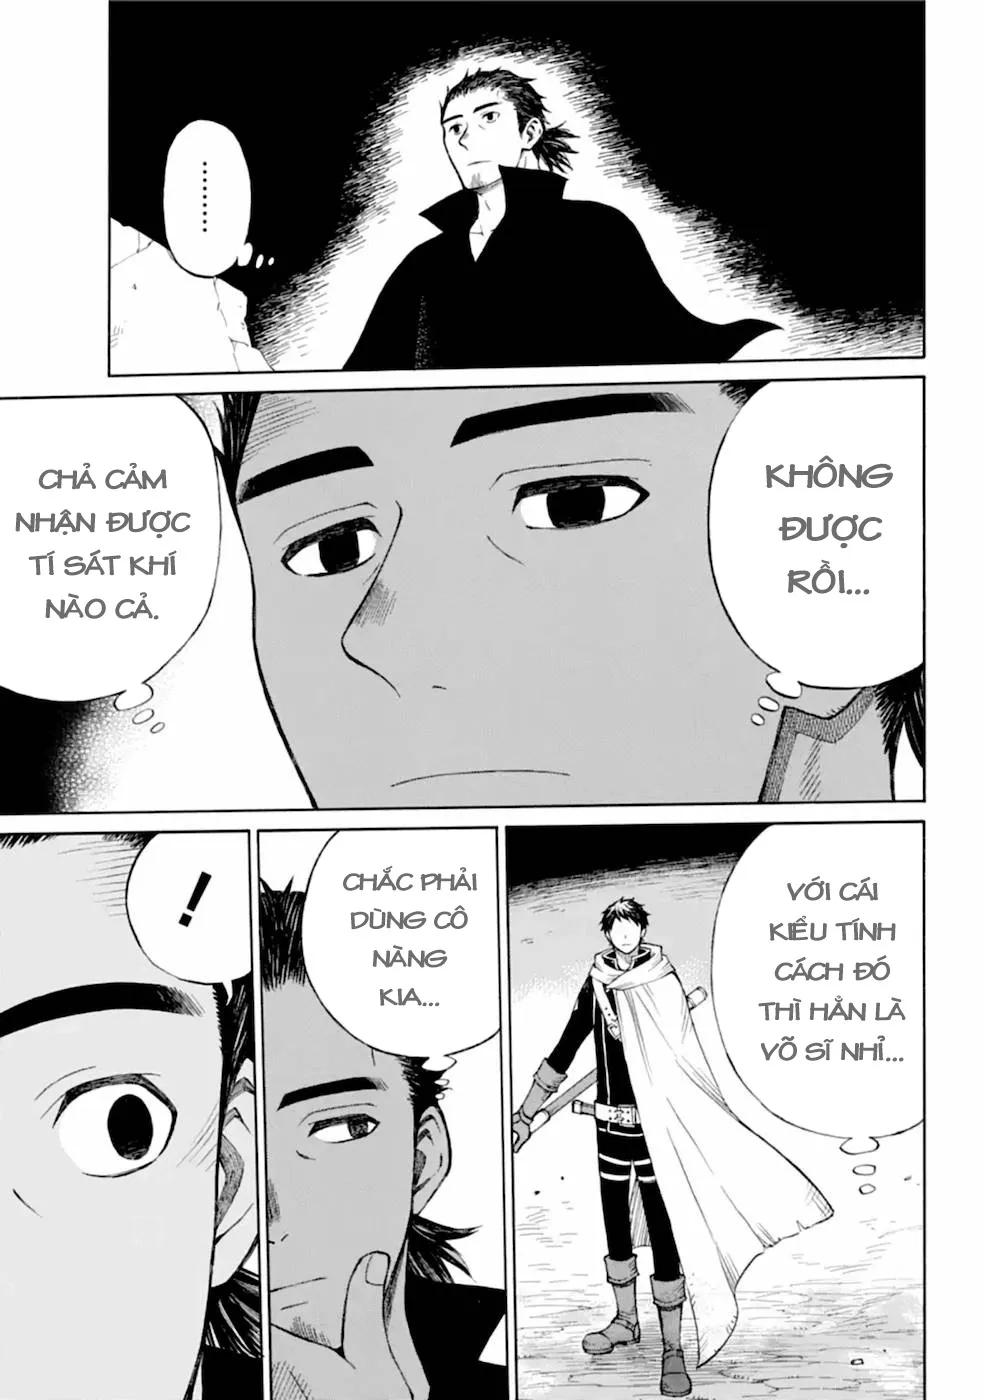 ........
KHÔNG
ĐƯỢC
RỒI...
CHẢ CẢM
NHẬN ĐƯỢC
TÍ SÁT KHÍ
NÀO CẢ.
VỚI CÁI
KIỂU TÍNH
CÁCH ĐÓ
THÌ HẲN LÀ
VÕ SĨ NHỈ...
CHẮC PHẢI
DÙNG CÔ
NÀNG
KIA...
!